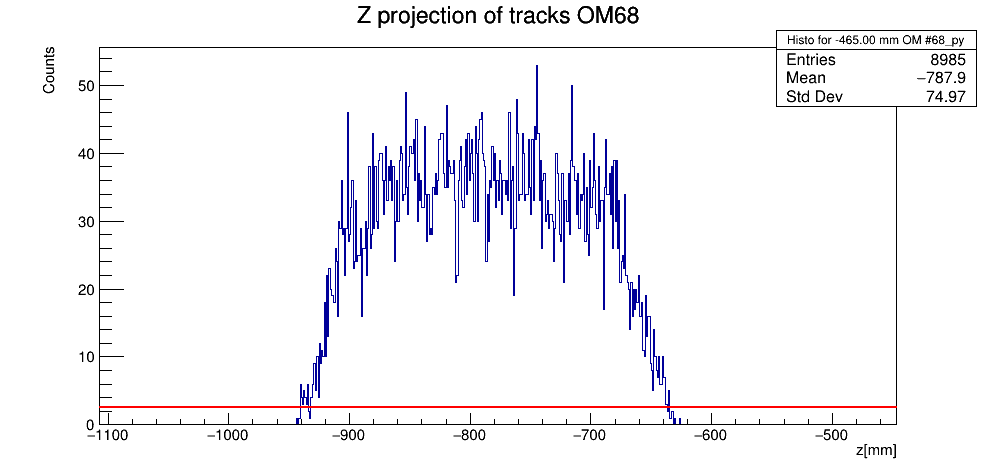 Z projection of tracks OM68
Histo for -465.00 mm OM #68_py
Entries 8985
Mean −787.9
Std Dev 74.97
Counts
50
40
30
20
10
0
−1100 −1000 −900 −800 −700 −600 −500
z[mm]